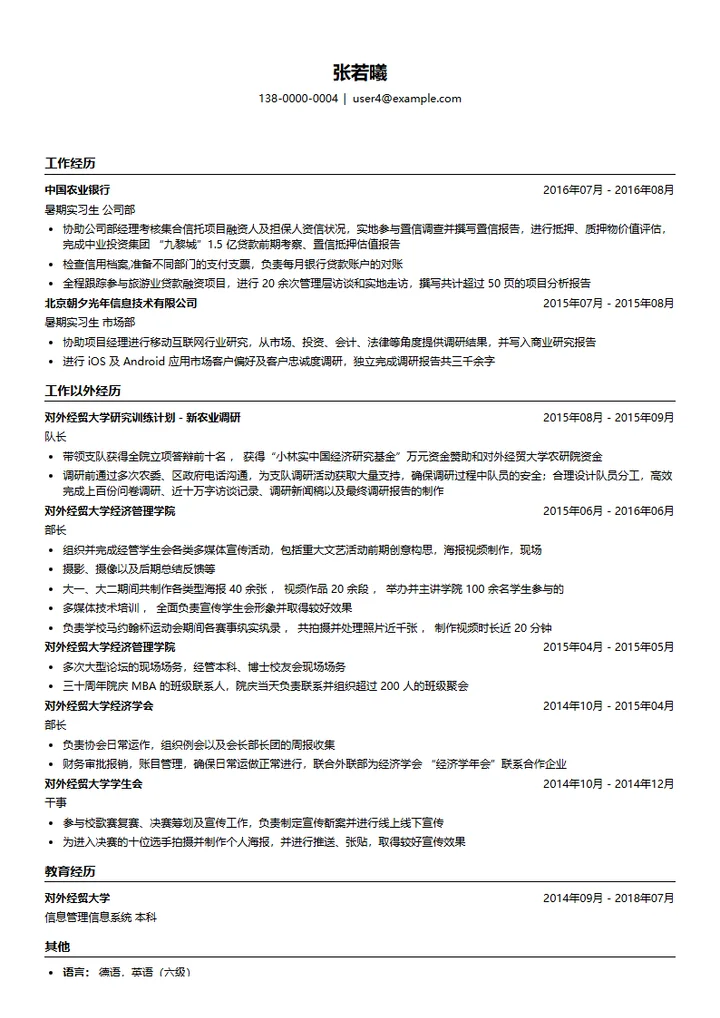 张若曦
138-0000-0004 | user4@example.com
工作经历
中国农业银行 2016年07月 - 2016年08月
暑期实习生 公司部
• 协助公司部经理考核集合信托项目融资人及担保人资信状况，实地参与置信调查并撰写置信报告，进行抵押、质押物价值评估，
完成中业投资集团 “九黎城”1.5 亿贷款前期考察、置信抵押估值报告
• 检查信用档案,准备不同部门的支付支票，负责每月银行贷款账户的对账
• 全程跟踪参与旅游业贷款融资项目，进行 20 余次管理层访谈和实地走访，撰写共计超过 50 页的项目分析报告
北京朝夕光年信息技术有限公司 2015年07月 - 2015年08月
暑期实习生 市场部
• 协助项目经理进行移动互联网行业研究，从市场、投资、会计、法律等角度提供调研结果，并写入商业研究报告
• 进行 iOS 及 Android 应用市场客户偏好及客户忠诚度调研，独立完成调研报告共三千余字
工作以外经历
对外经贸大学研究训练计划 - 新农业调研 2015年08月 - 2015年09月
队长
• 带领支队获得全院立项答辩前十名 ， 获得 “小林实中国经济研究基金” 万元资金赞助和对外经贸大学农研院资金
• 调研前通过多次农委、区政府电话沟通，为支队调研活动获取大量支持，确保调研过程中队员的安全；合理设计队员分工，高效
完成上百份问卷调研、近十万字访谈记录、调研新闻稿以及最终调研报告的制作
对外经贸大学经济管理学院 2015年06月 - 2016年06月
部长
• 组织并完成经管学生会各类多媒体宣传活动，包括重大文艺活动前期创意构思，海报视频制作，现场
• 摄影、摄像以及后期总结反馈等
• 大一、大二期间共制作各类型海报 40 余张 ， 视频作品 20 余段 ， 举办并主讲学院 100 余名学生参与的
• 多媒体技术培训 ， 全面负责宣传学生会形象并取得较好效果
• 负责学校马约翰杯运动会期间各赛事纨实纨录 ， 共拍摄并处理照片近千张 ， 制作视频时长近 20 分钟
对外经贸大学经济管理学院 2015年04月 - 2015年05月
• 多次大型论坛的现场场务，经管本科、博士校友会现场场务
• 三十周年院庆 MBA 的班级联系人，院庆当天负责联系并组织超过 200 人的班级聚会
对外经贸大学经济学会 2014年10月 - 2015年04月
部长
• 负责协会日常运作，组织例会以及会长部长团的周报收集
• 财务审批报销，账目管理，确保日常运做正常进行，联合外联部为经济学会 “经济学年会”联系合作企业
对外经贸大学学生会 2014年10月 - 2014年12月
干事
• 参与校歌赛复赛、决赛筹划及宣传工作，负责制定宣传新案并进行线上线下宣传
• 为进入决赛的十位选手拍摄并制作个人海报，并进行推送、张贴，取得较好宣传效果
教育经历
对外经贸大学 2014年09月 - 2018年07月
信息管理信息系统 本科
其他
• 语言： 德语，英语（六级）